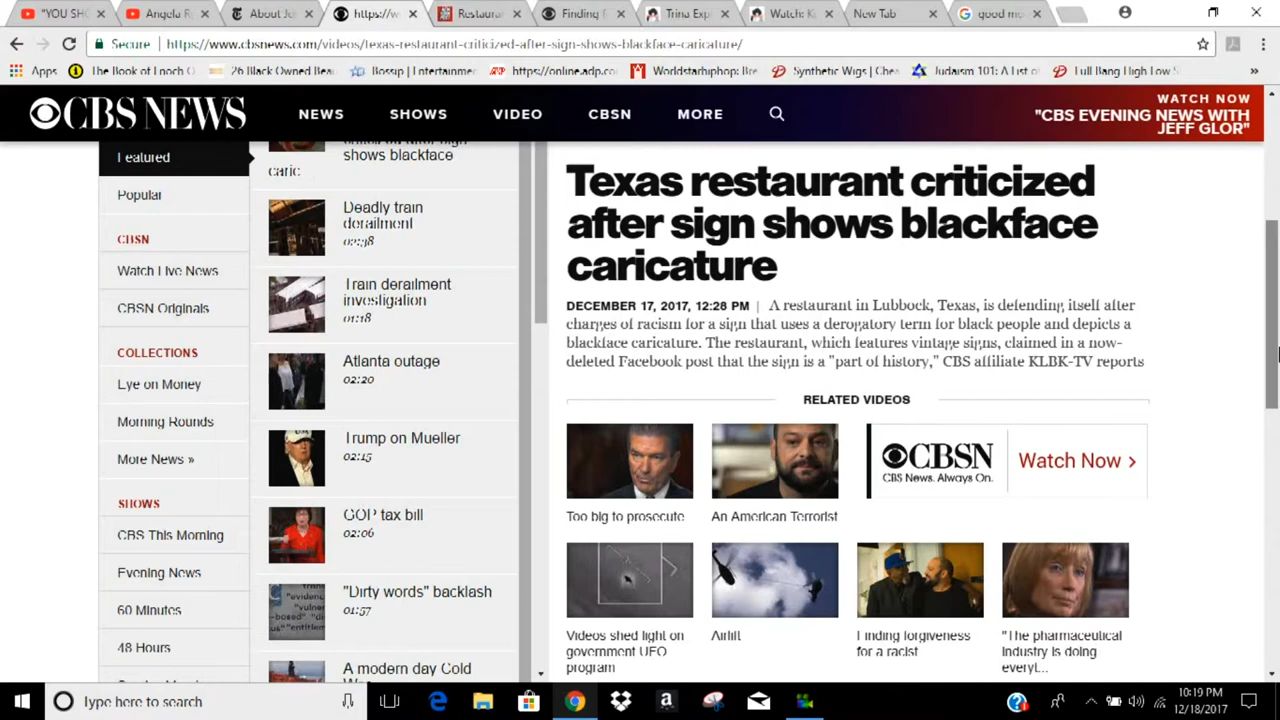 "YOU SHO
Angela R
About Je
https://w
Restaura
Finding f
Trina Exp
Watch: K
New Tab
good mo
Secure | https://www.cbsnews.com/videos/texas-restaurant-criticized-after-sign-shows-blackface-caricature/
Apps The Book of Enoch 26 Black Owned Beau Bossip | Entertainmen https://online.adp.co Worldstarhiphop: Bre Synthetic Wigs | Chea Judaism 101: A List of Full Bang High Low S »
CBS NEWS
NEWS SHOWS VIDEO CBSN MORE
WATCH NOW
"CBS EVENING NEWS WITH
JEFF GLOR"
Featured
Popular
CBSN
Watch Live News
CBSN Originals
COLLECTIONS
Eye on Money
Morning Rounds
More News »
SHOWS
CBS This Morning
Evening News
60 Minutes
48 Hours
shows blackface
caric
Deadly train
derailment
02:38
Train derailment
investigation
01:18
Atlanta outage
02:20
Trump on Mueller
02:15
GOP tax bill
02:06
"Dirty words" backlash
01:57
A modern day Cold
Texas restaurant criticized
after sign shows blackface
caricature
DECEMBER 17, 2017, 12:28 PM | A restaurant in Lubbock, Texas, is defending itself after
charges of racism for a sign that uses a derogatory term for black people and depicts a
blackface caricature. The restaurant, which features vintage signs, claimed in a now-
deleted Facebook post that the sign is a "part of history," CBS affiliate KLBK-TV reports
RELATED VIDEOS
Too big to prosecute
An American Terrorist
CBSN
CBS News. Always On.
Watch Now >
Videos shed light on
government UFO
program
Airlift
Finding forgiveness
for a racist
"The pharmaceutical
industry is doing
everyt...
Type here to search
10:19 PM
12/18/2017